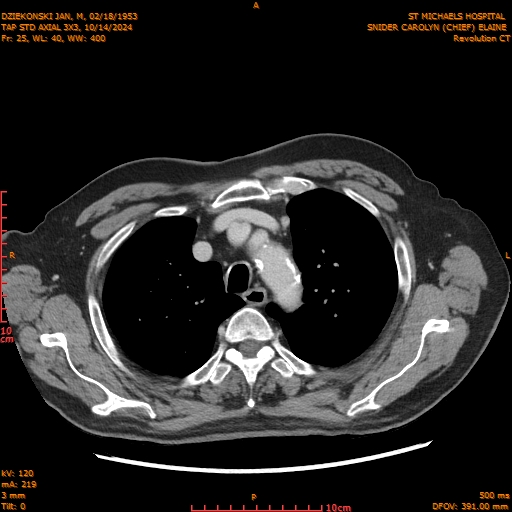 A
DZIEKONSKI JAN, M, 02/18/1953
TAP STD AXIAL 3X3, 10/14/2024
Fr: 25, WL: 40, WW: 400
ST MICHAELS HOSPITAL
SNIDER CAROLYN (CHIEF) ELAINE
Revolution CT
R
L
10
cm
kV: 120
mA: 219
3 mm
Tilt: 0
P
10cm
500 ms
DFOV: 391.00 mm